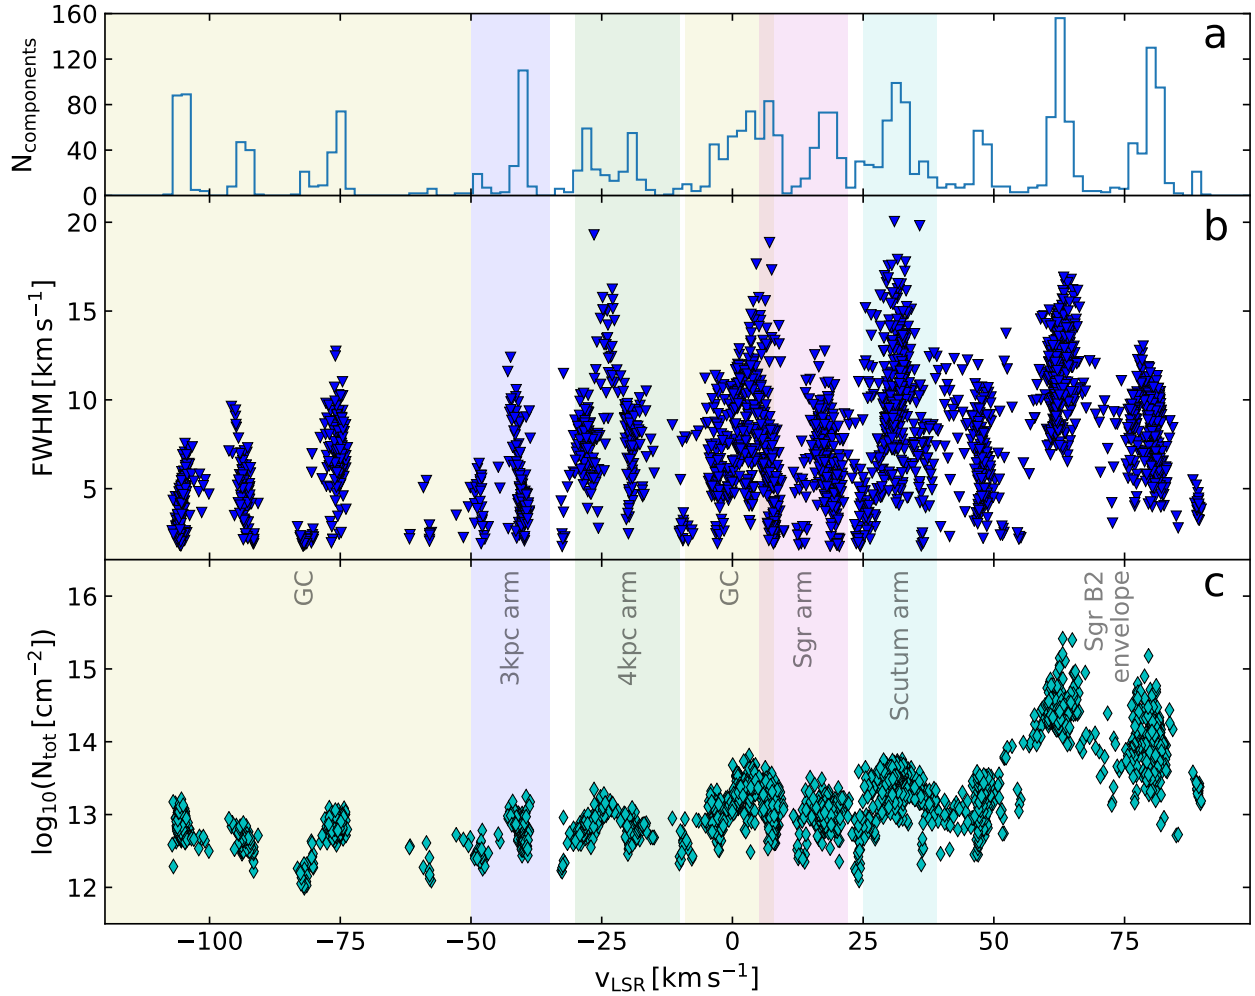 160
120
80
40
0
N_components
a
20
15
10
5
FWHM [km s⁻¹]
b
16
15
14
13
12
log₁₀(N_tot [cm⁻²])
c
GC
3kpc arm
4kpc arm
GC
Sgr arm
Scutum arm
Sgr B2
envelope
−100 −75 −50 −25 0 25 50 75
v_LSR [km s⁻¹]